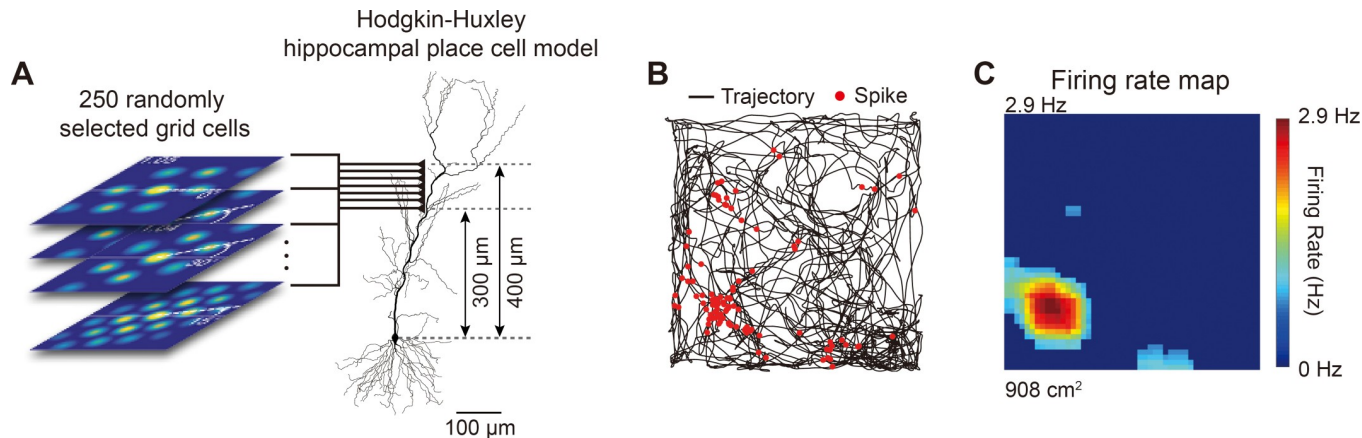 A
250 randomly
selected grid cells
Hodgkin-Huxley
hippocampal place cell model
300 μm
400 μm
100 μm
B
Trajectory
Spike
C
Firing rate map
2.9 Hz
908 cm²
2.9 Hz
Firing Rate (Hz)
0 Hz